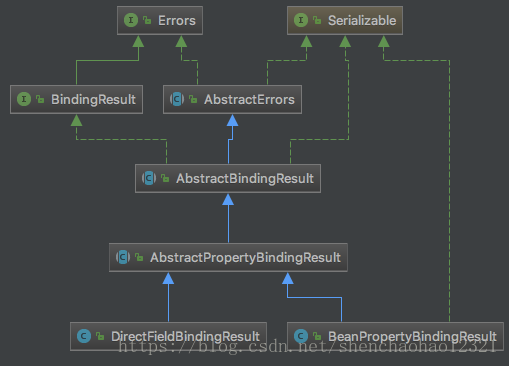 I Errors
I Serializable
I BindingResult
C AbstractErrors
C AbstractBindingResult
C AbstractPropertyBindingResult
C DirectFieldBindingResult
C BeanPropertyBindingResult
https://blog.csdn.net/shenchaohao12321